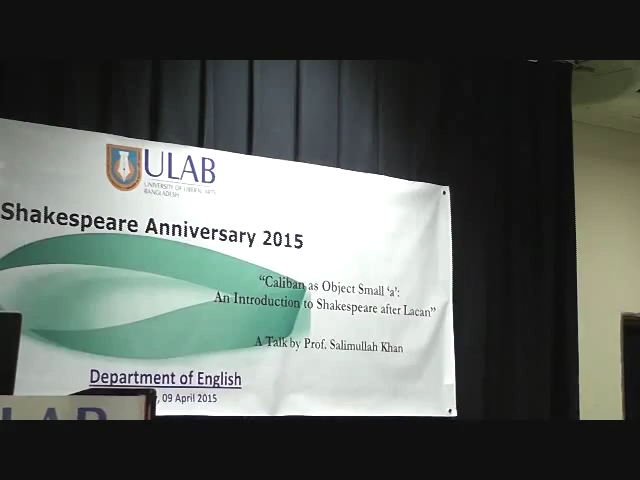 ULAB
UNIVERSITY OF LIBERAL ARTS
BANGLADESH
Shakespeare Anniversary 2015
“Caliban as Object Small ‘a’:
An Introduction to Shakespeare after Lacan”
A Talk by Prof. Salimullah Khan
Department of English
, 09 April 2015